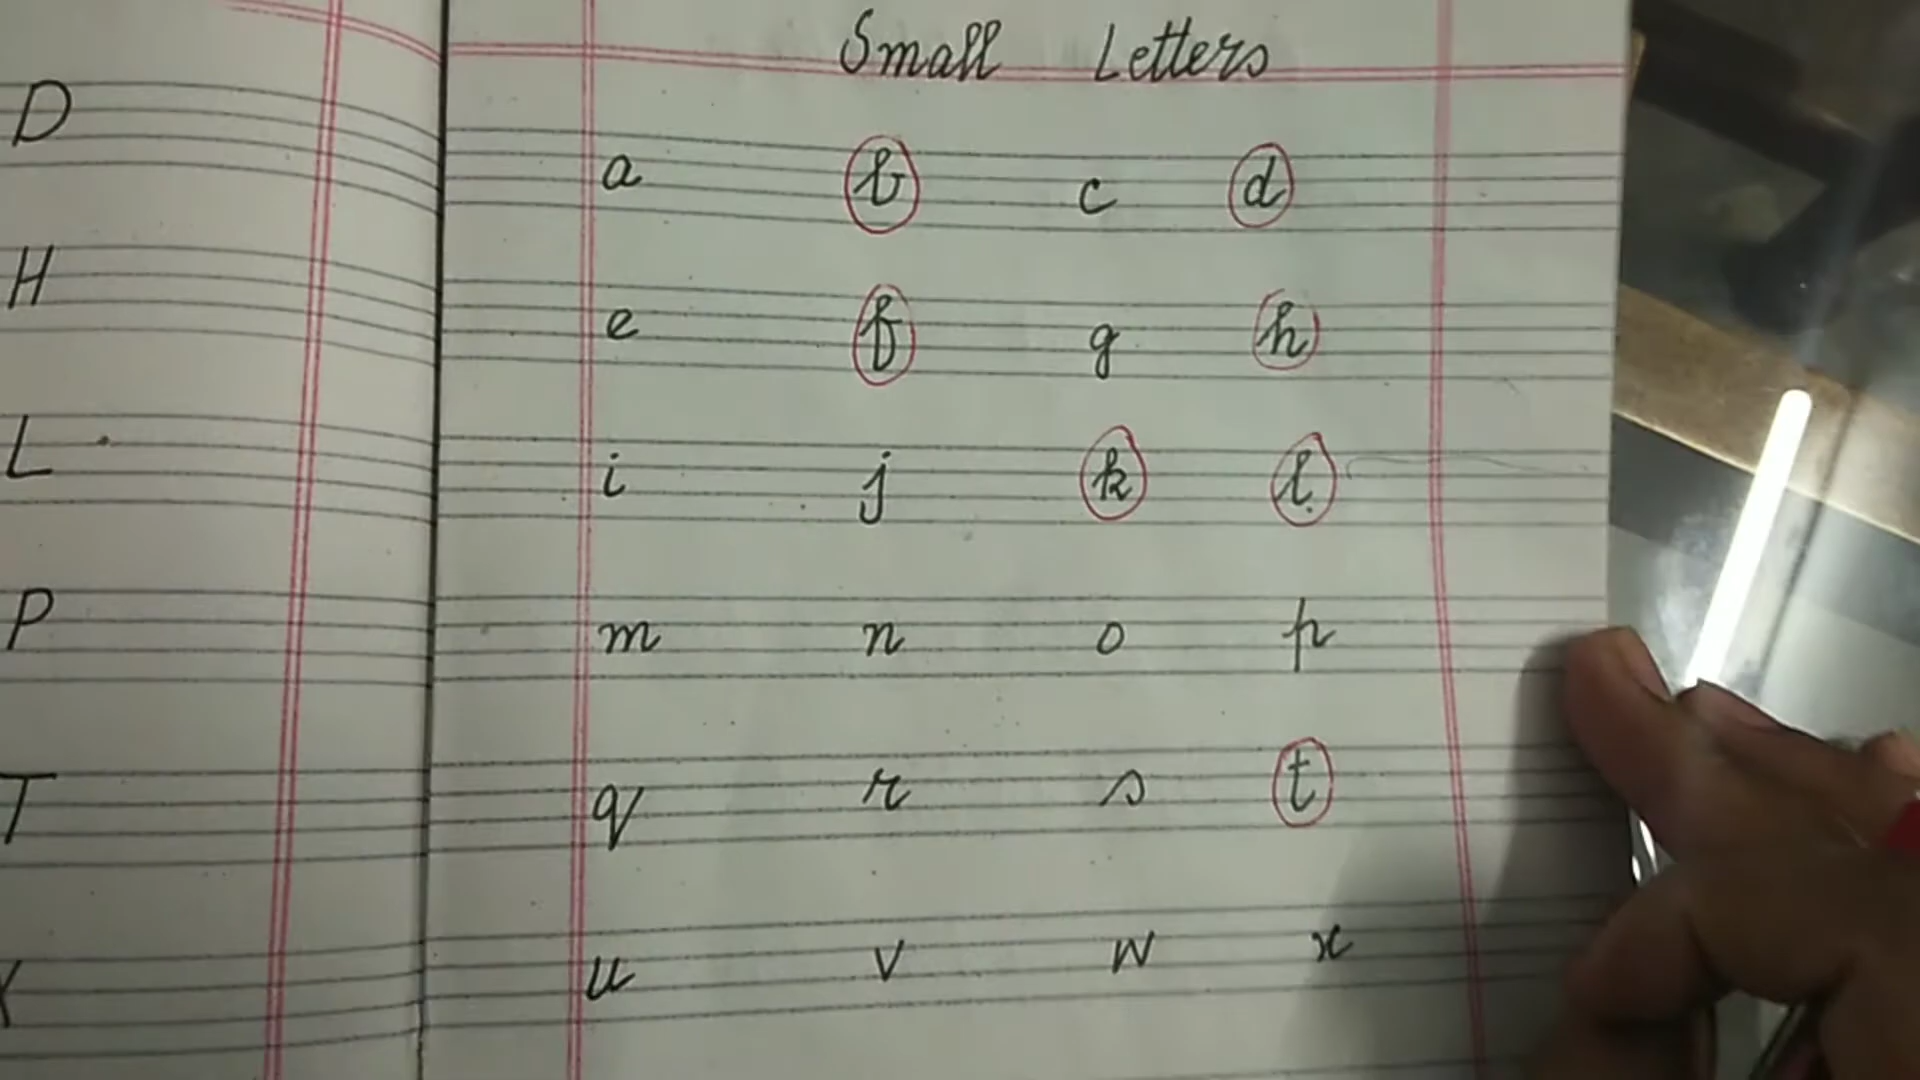 Small Letters
D
a b c d
H
e f g h
L
i j k l
P
m n o p
T
q r s t
u v w x